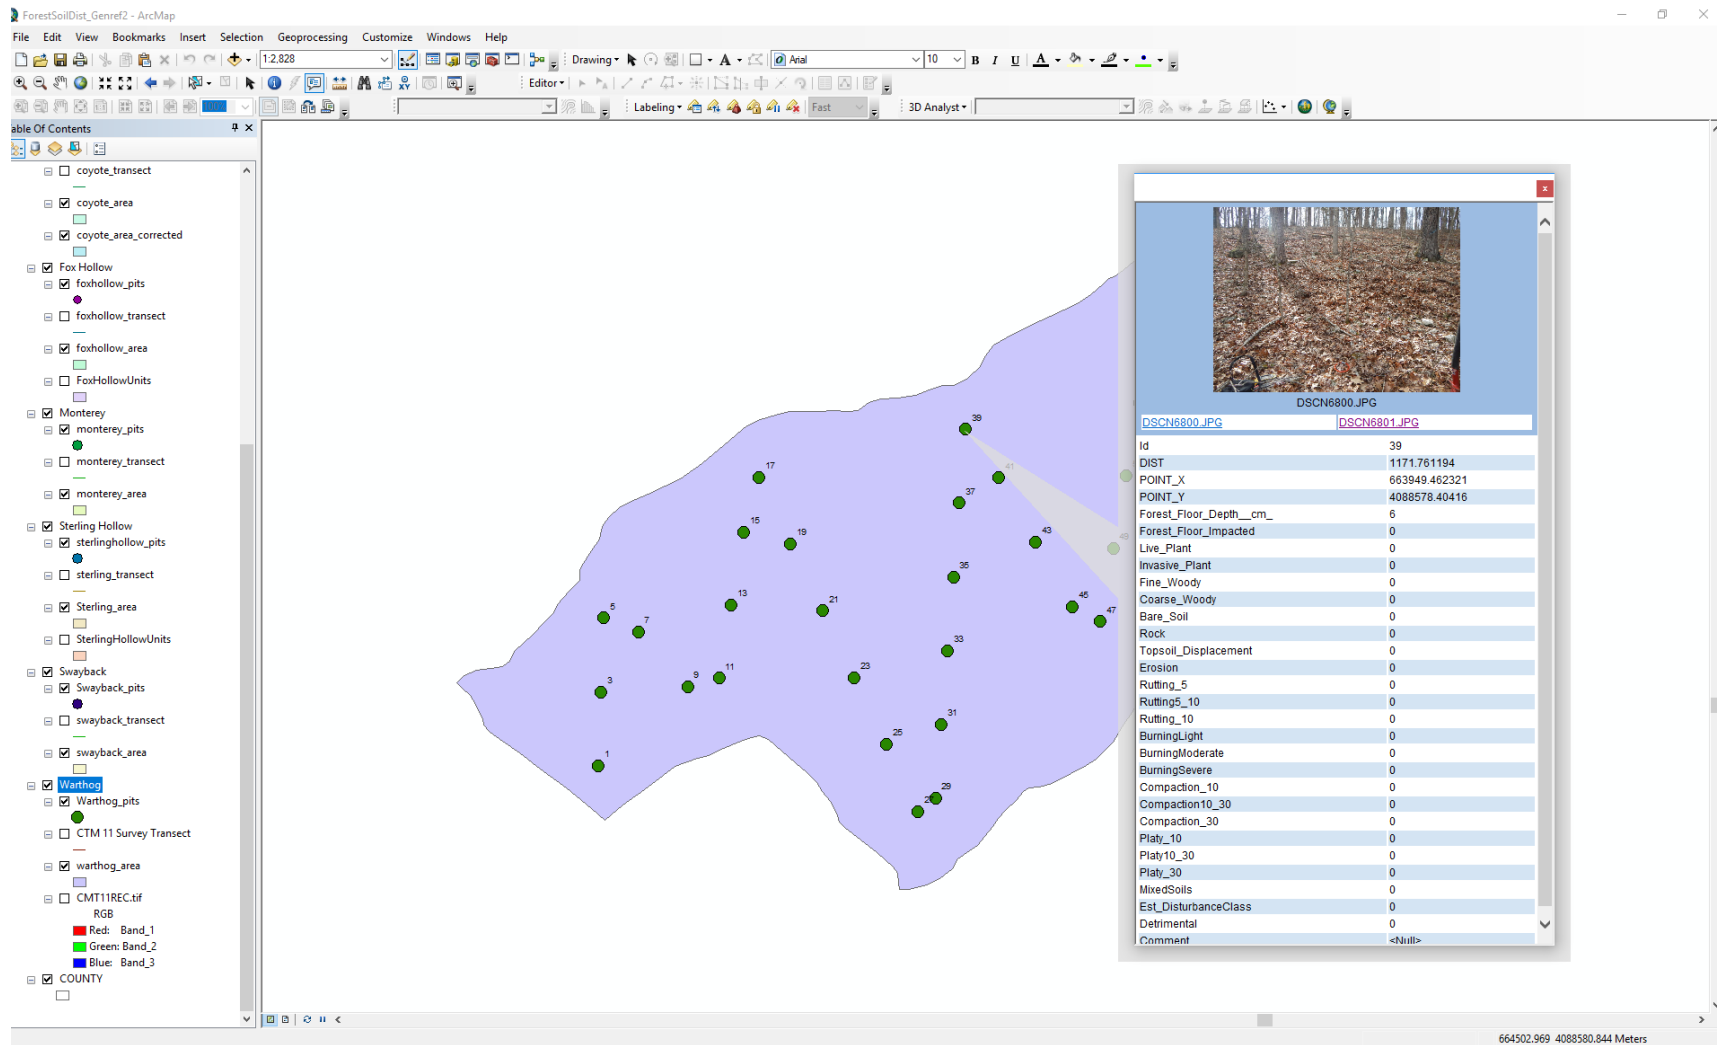 ForestSoilDist_Genref2 - ArcMap
File Edit View Bookmarks Insert Selection Geoprocessing Customize Windows Help
1:2,828 Drawing A Arial 10 B I U A
Editor
100% Labeling Fast 3D Analyst
able Of Contents
coyote_transect
coyote_area
coyote_area_corrected
Fox Hollow
foxhollow_pits
foxhollow_transect
foxhollow_area
FoxHollowUnits
Monterey
monterey_pits
monterey_transect
monterey_area
Sterling Hollow
sterlinghollow_pits
sterling_transect
Sterling_area
SterlingHollowUnits
Swayback
Swayback_pits
swayback_transect
swayback_area
Warthog
Warthog_pits
CTM 11 Survey Transect
warthog_area
CMT11REC.tif
RGB
Red: Band_1
Green: Band_2
Blue: Band_3
COUNTY
39
17
41
37
15
19
43
49
35
13
21
45
47
5
7
33
9
11
23
3
31
25
1
29
27
DSCN6800.JPG
DSCN6800.JPG DSCN6801.JPG
Id 39
DIST 1171.761194
POINT_X 663949.462321
POINT_Y 4088578.40416
Forest_Floor_Depth__cm_ 6
Forest_Floor_Impacted 0
Live_Plant 0
Invasive_Plant 0
Fine_Woody 0
Coarse_Woody 0
Bare_Soil 0
Rock 0
Topsoil_Displacement 0
Erosion 0
Rutting_5 0
Rutting5_10 0
Rutting_10 0
BurningLight 0
BurningModerate 0
BurningSevere 0
Compaction_10 0
Compaction10_30 0
Compaction_30 0
Platy_10 0
Platy10_30 0
Platy_30 0
MixedSoils 0
Est_DisturbanceClass 0
Detrimental 0
Comment <Null>
664502.969 4088580.844 Meters